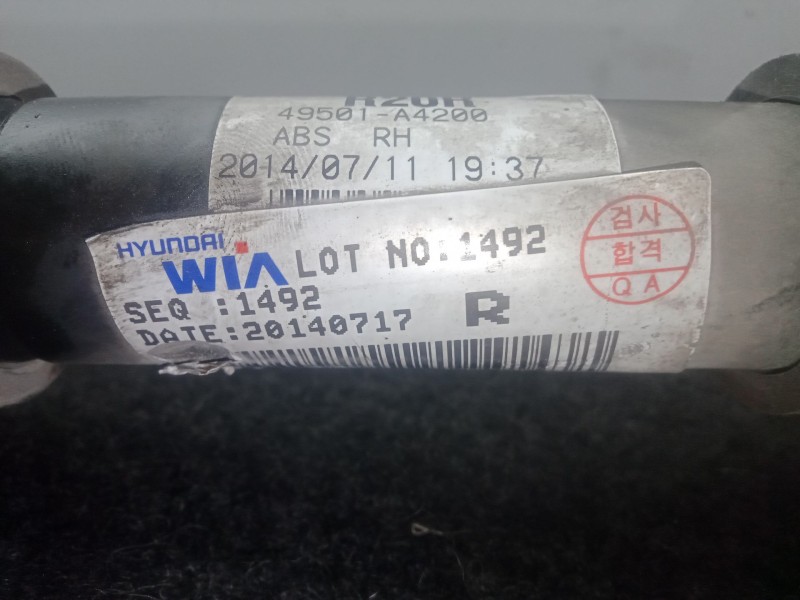 49501-A4200
ABS RH
2014/07/11 19:37
HYUNDAI
WIA
LOT NO:1492
SEQ :1492
DATE:20140717
R
검사
합격
QA